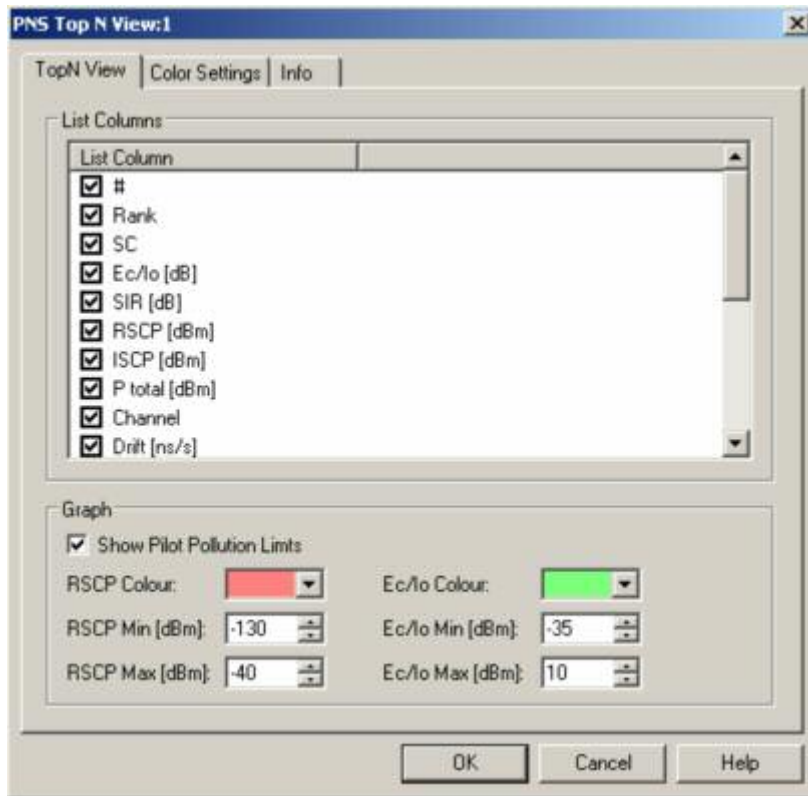 PNS Top N View:1
TopN View Color Settings Info
List Columns
List Column
#
Rank
SC
Ec/Io [dB]
SIR [dB]
RSCP [dBm]
ISCP [dBm]
P total [dBm]
Channel
Drift [ns/s]
Graph
Show Pilot Pollution Limts
RSCP Colour: Ec/Io Colour:
RSCP Min [dBm]: -130 Ec/Io Min [dBm]: -35
RSCP Max [dBm]: -40 Ec/Io Max [dBm]: 10
OK Cancel Help